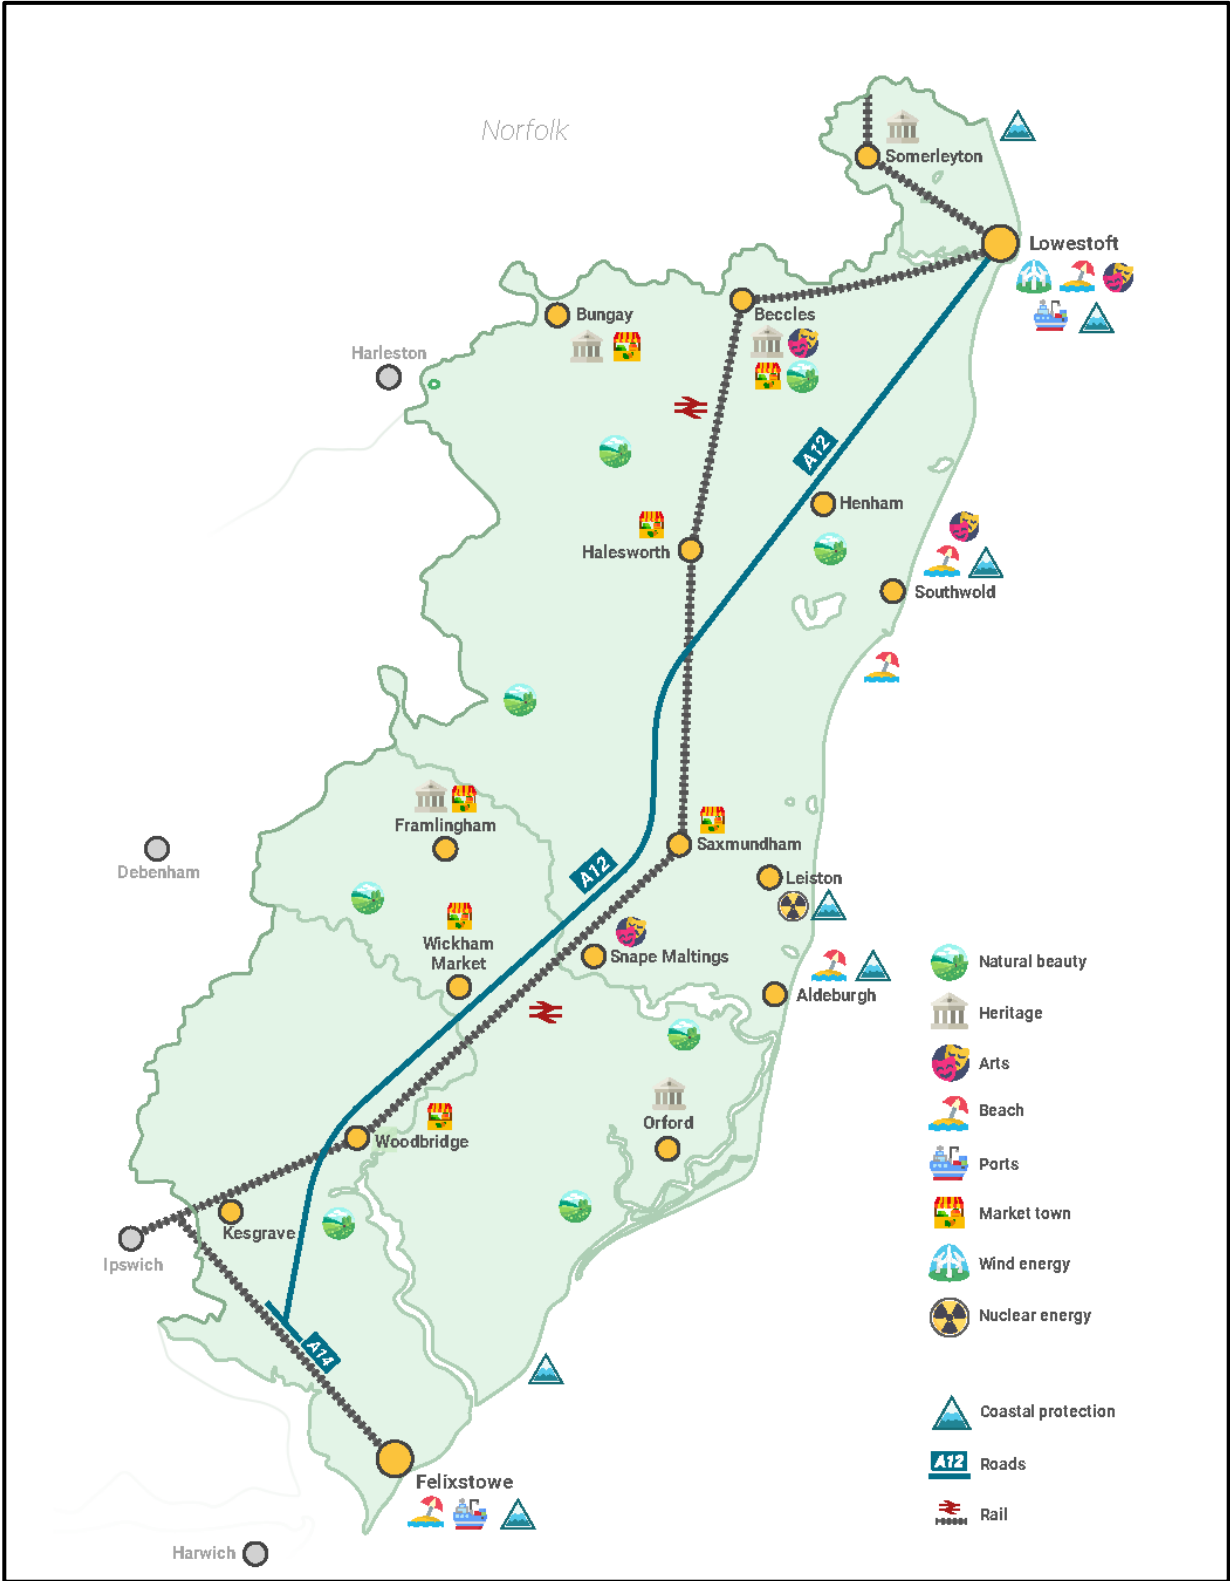 Norfolk
Somerleyton
Lowestoft
Bungay
Beccles
Harleston
A12
Henham
Halesworth
Southwold
Framlingham
Saxmundham
Debenham
A12
Leiston
Wickham
Market
Snape Maltings
Aldeburgh
Orford
Woodbridge
Kesgrave
Ipswich
A14
Felixstowe
Harwich
Natural beauty
Heritage
Arts
Beach
Ports
Market town
Wind energy
Nuclear energy
Coastal protection
A12 Roads
Rail